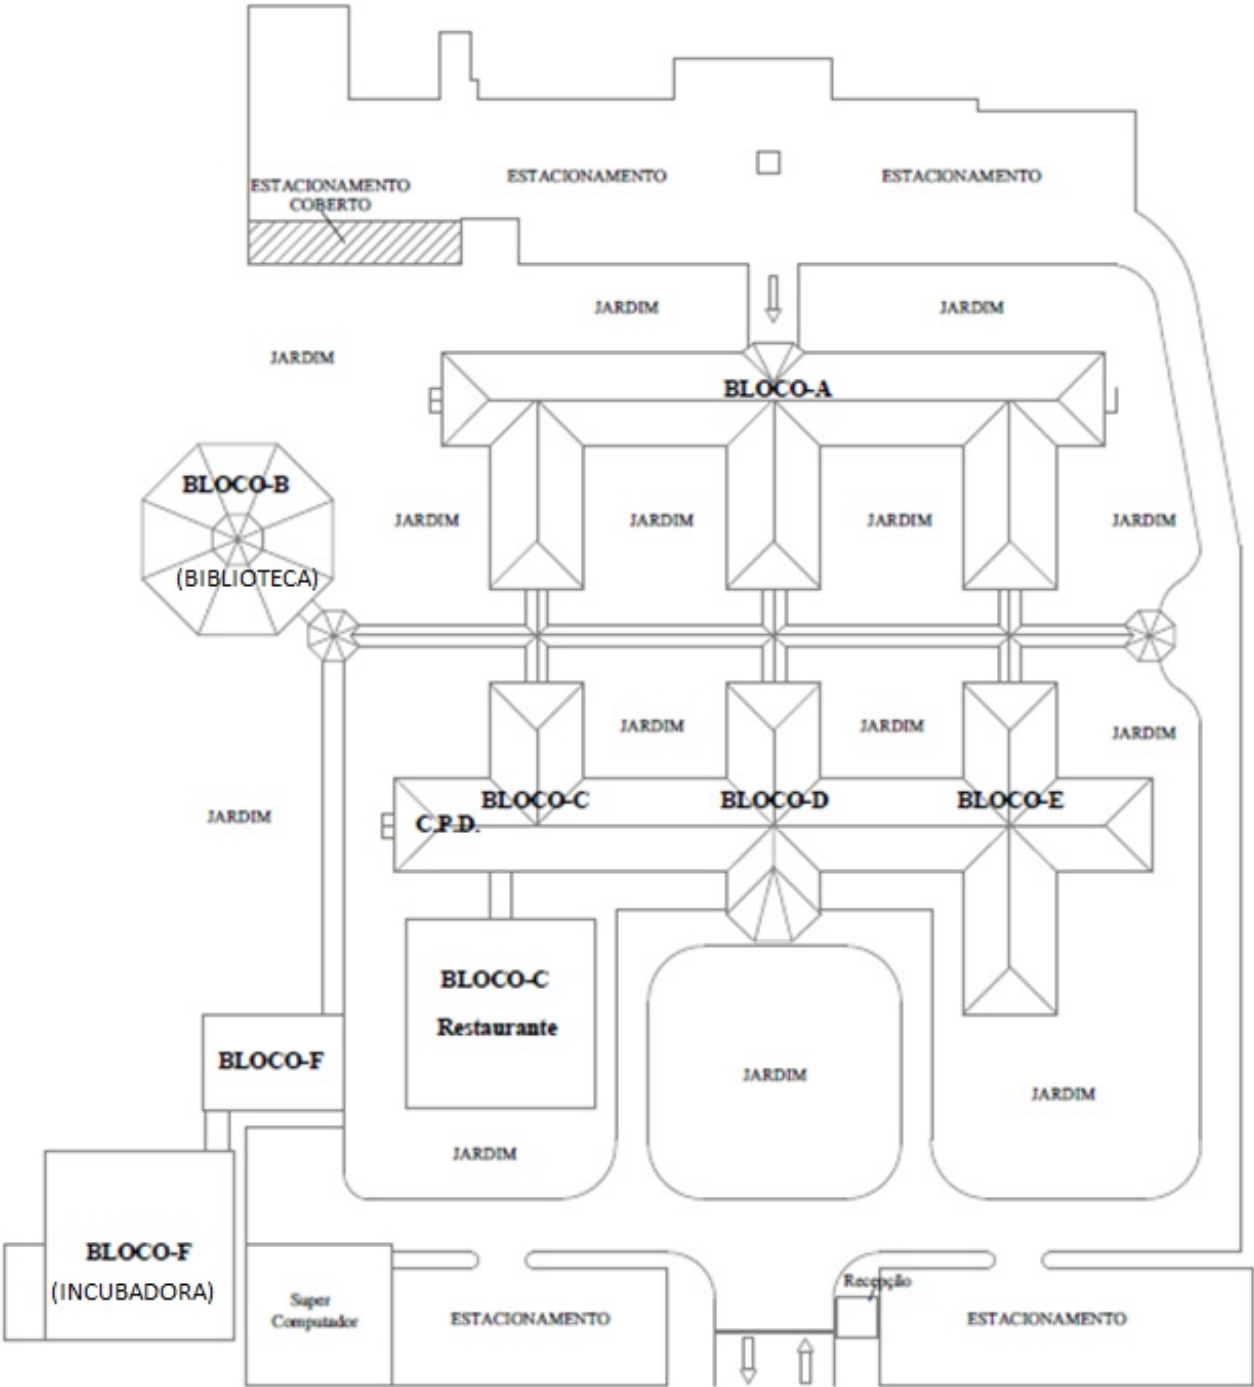 ESTACIONAMENTO
ESTACIONAMENTO
ESTACIONAMENTO
COBERTO
JARDIM
JARDIM
JARDIM
BLOCO-A
BLOCO-B
(BIBLIOTECA)
JARDIM
JARDIM
JARDIM
JARDIM
JARDIM
JARDIM
JARDIM
BLOCO-C
BLOCO-D
BLOCO-E
JARDIM
C.P.D.
BLOCO-C
Restaurante
BLOCO-F
JARDIM
JARDIM
JARDIM
BLOCO-F
(INCUBADORA)
Recepção
Super
Computador
ESTACIONAMENTO
ESTACIONAMENTO